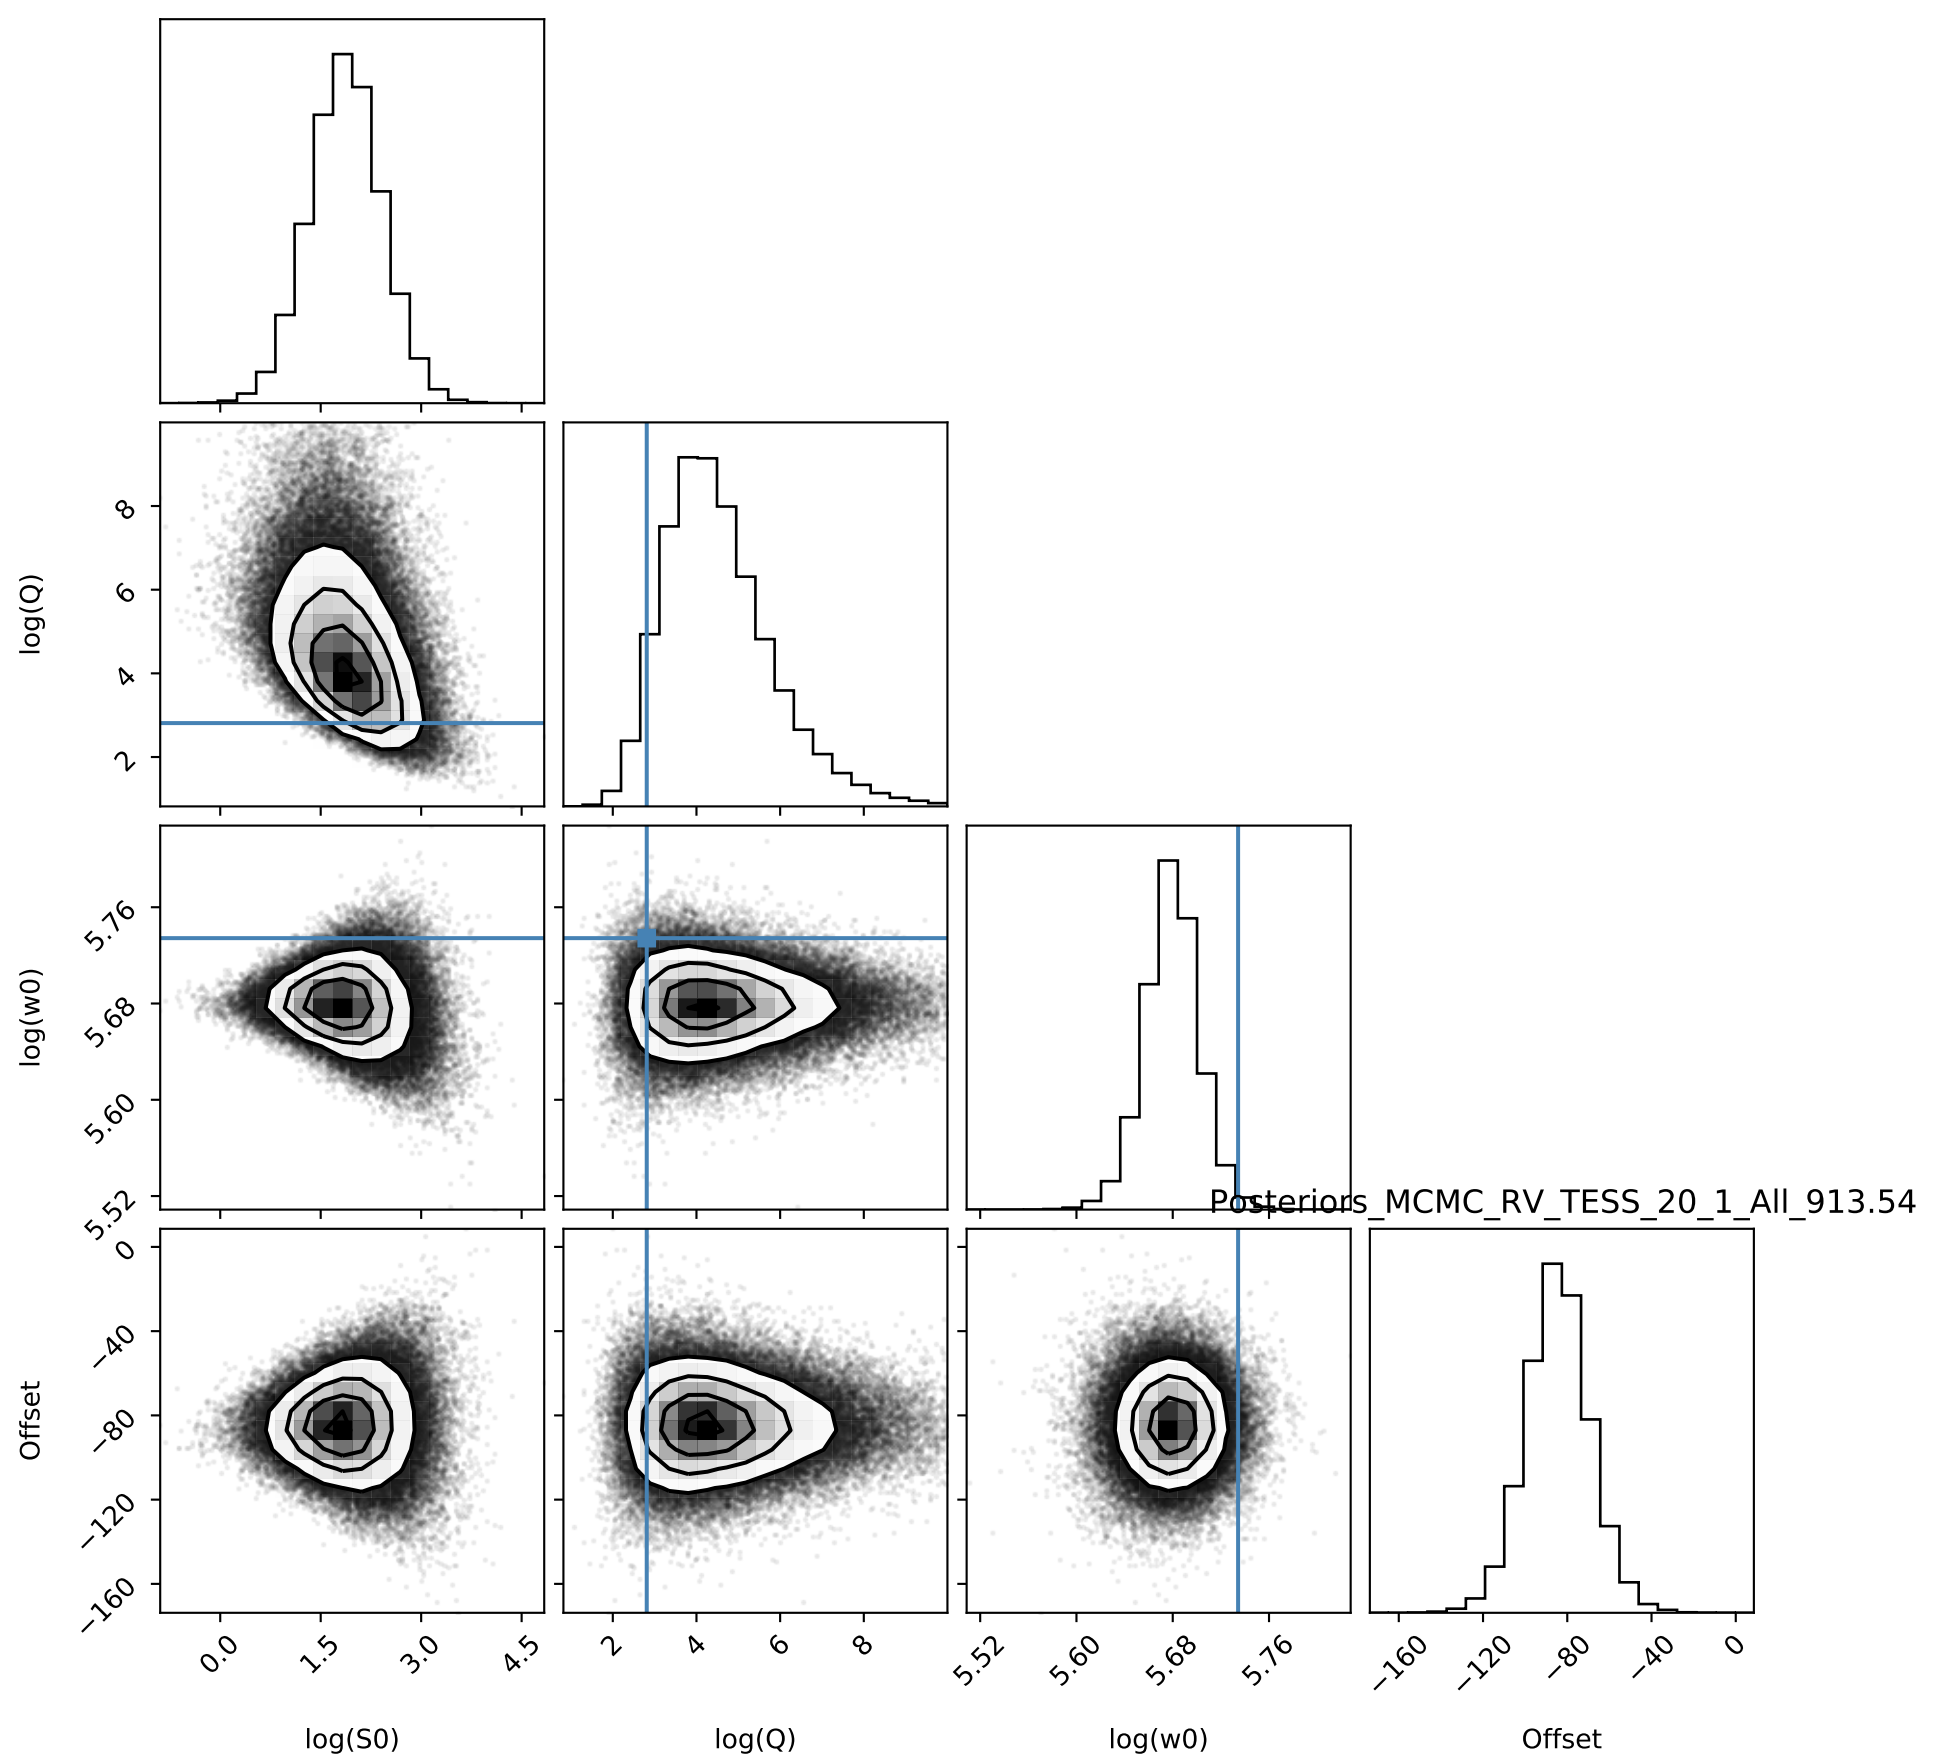 log(Q)
8
6
4
2
log(w0)
5.76
5.68
5.60
5.52
Posteriors_MCMC_RV_TESS_20_1_All_913.54
Offset
0
−40
−80
−120
−160
0.0 1.5 3.0 4.5 2 4 6 8 5.52 5.60 5.68 5.76 −160 −120 −80 −40 0
log(S0) log(Q) log(w0) Offset